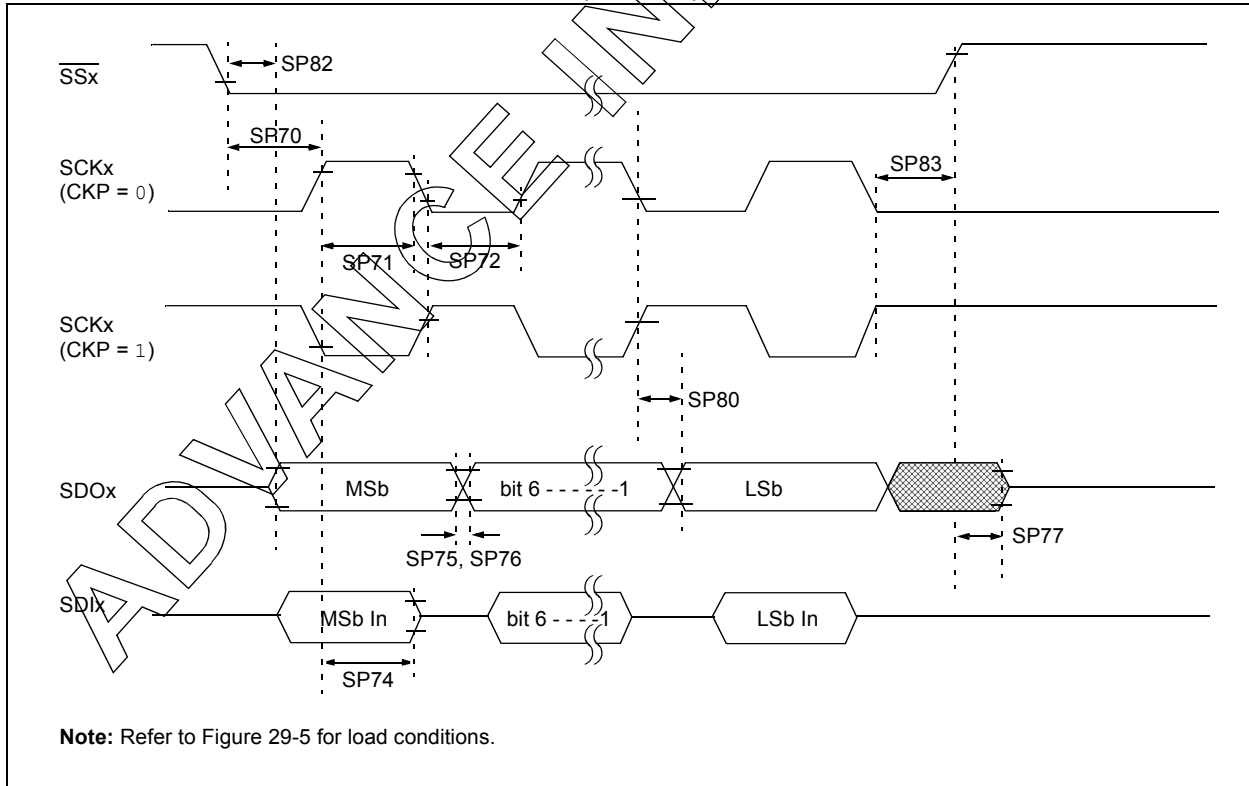 SSx
SP82
SP70
SCKx
(CKP = 0)
SP83
SP71
SP72
SCKx
(CKP = 1)
SP80
SDOx
MSb
bit 6 - - - - - -1
LSb
SP75, SP76
SP77
SDIx
MSb In
bit 6 - - - -1
LSb In
SP74
Note: Refer to Figure 29-5 for load conditions.
ADVANCE IN